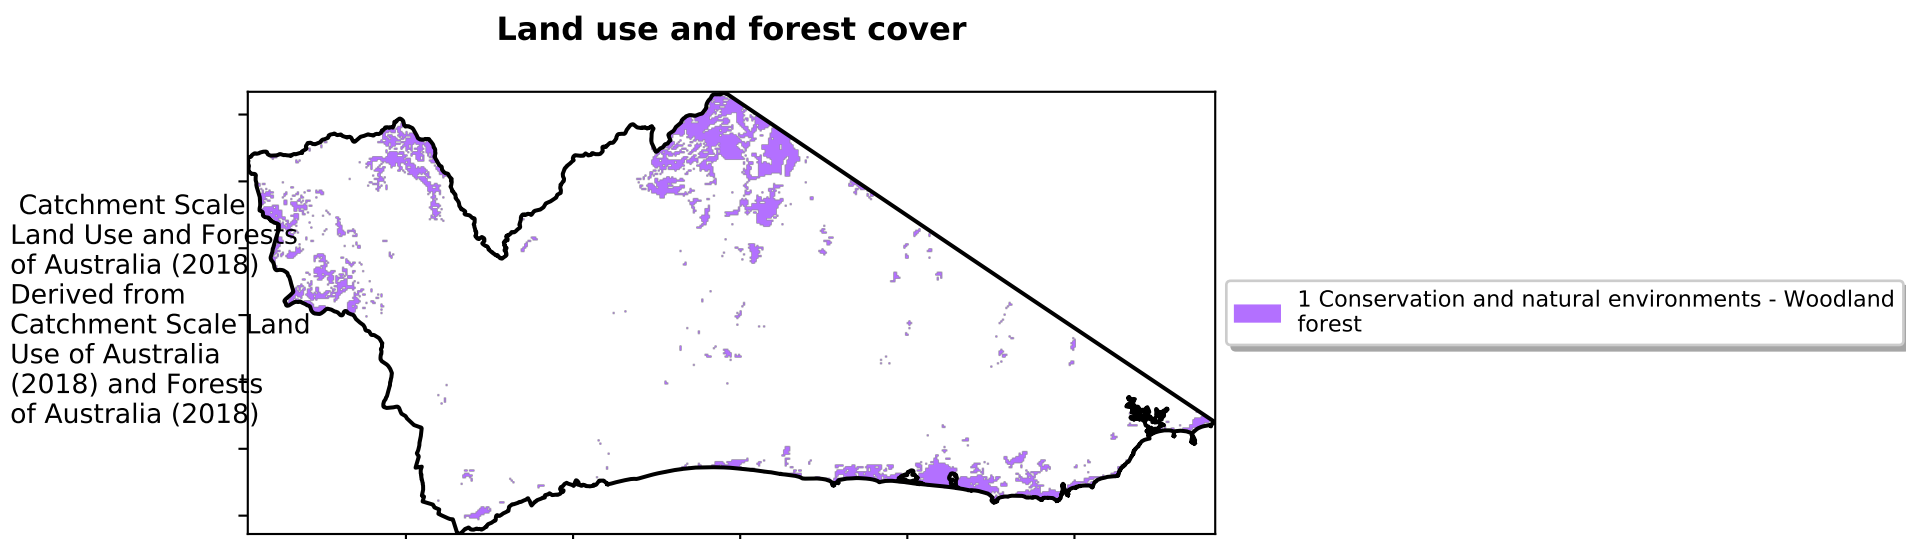 Land use and forest cover
Catchment Scale
Land Use and Forests
of Australia (2018)
Derived from
Catchment Scale Land
Use of Australia
(2018) and Forests
of Australia (2018)
1 Conservation and natural environments - Woodland
forest